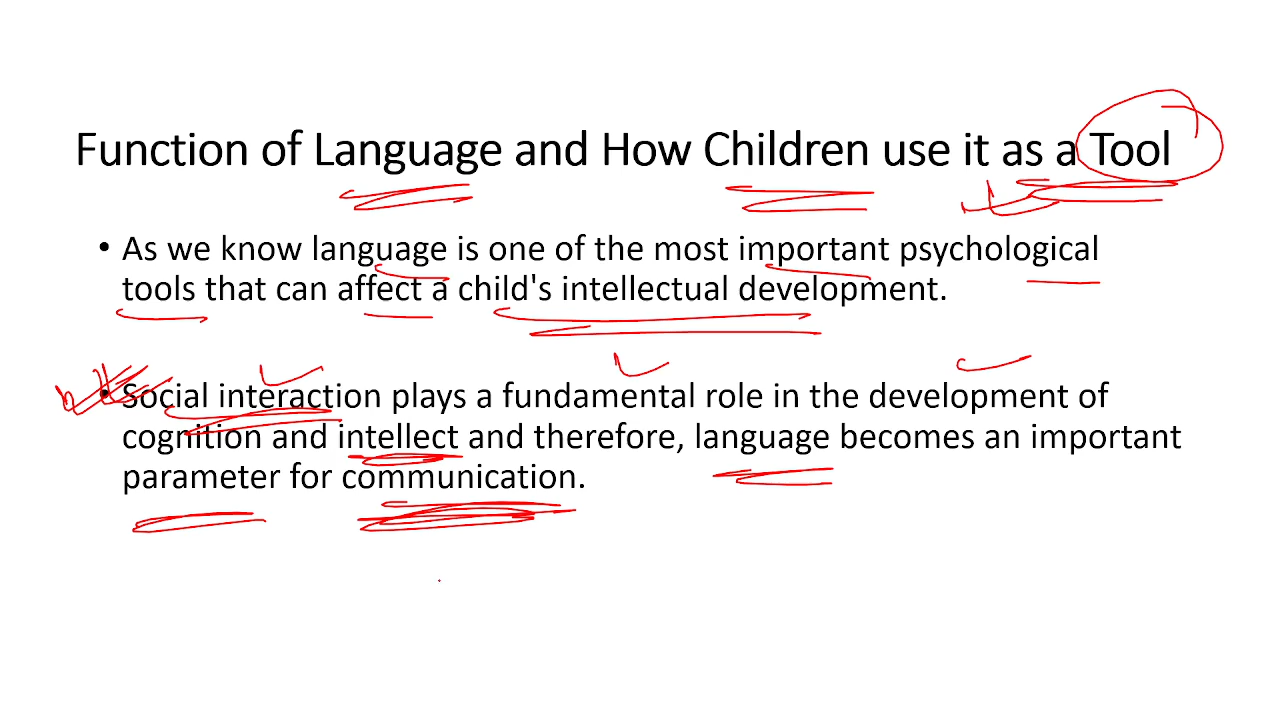 Function of Language and How Children use it as a Tool
• As we know language is one of the most important psychological
tools that can affect a child's intellectual development.
• Social interaction plays a fundamental role in the development of
cognition and intellect and therefore, language becomes an important
parameter for communication.